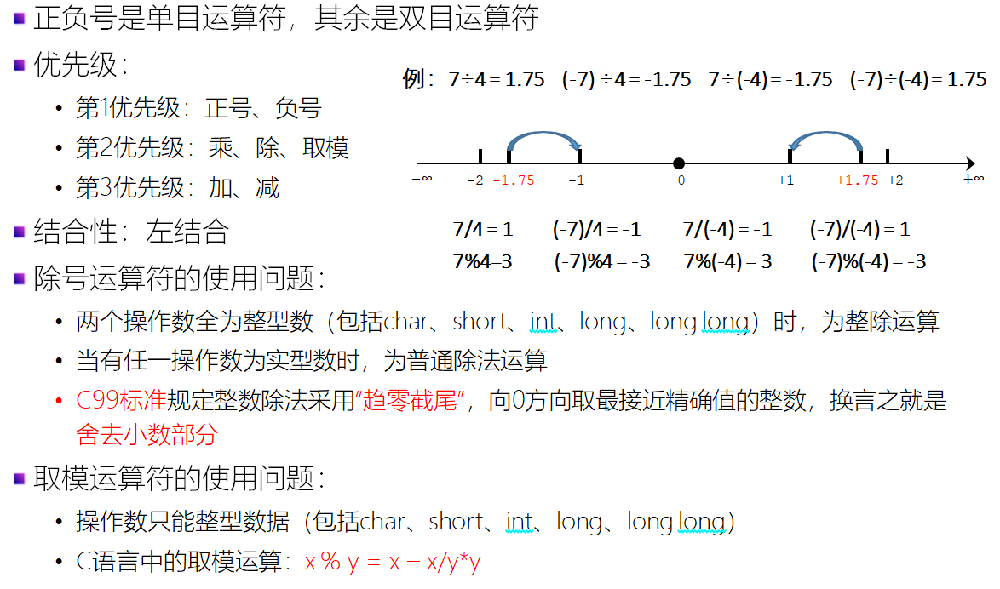 正负号是单目运算符，其余是双目运算符
优先级：
第1优先级：正号、负号
第2优先级：乘、除、取模
第3优先级：加、减
例：7÷4 = 1.75 (-7) ÷4 = -1.75 7÷(-4) = -1.75 (-7)÷(-4) = 1.75
−∞ -2 -1.75 -1 0 +1 +1.75 +2 +∞
7/4 = 1 (-7)/4 = -1 7/(-4) = -1 (-7)/(-4) = 1
7%4=3 (-7)%4 = -3 7%(-4) = 3 (-7)%(-4) = -3
结合性：左结合
除号运算符的使用问题：
两个操作数全为整型数（包括char、short、int、long、long long）时，为整除运算
当有任一操作数为实型数时，为普通除法运算
C99标准规定整数除法采用“趋零截尾”，向0方向取最接近精确值的整数，换言之就是
舍去小数部分
取模运算符的使用问题：
操作数只能整型数据（包括char、short、int、long、long long）
C语言中的取模运算：x % y = x – x/y*y